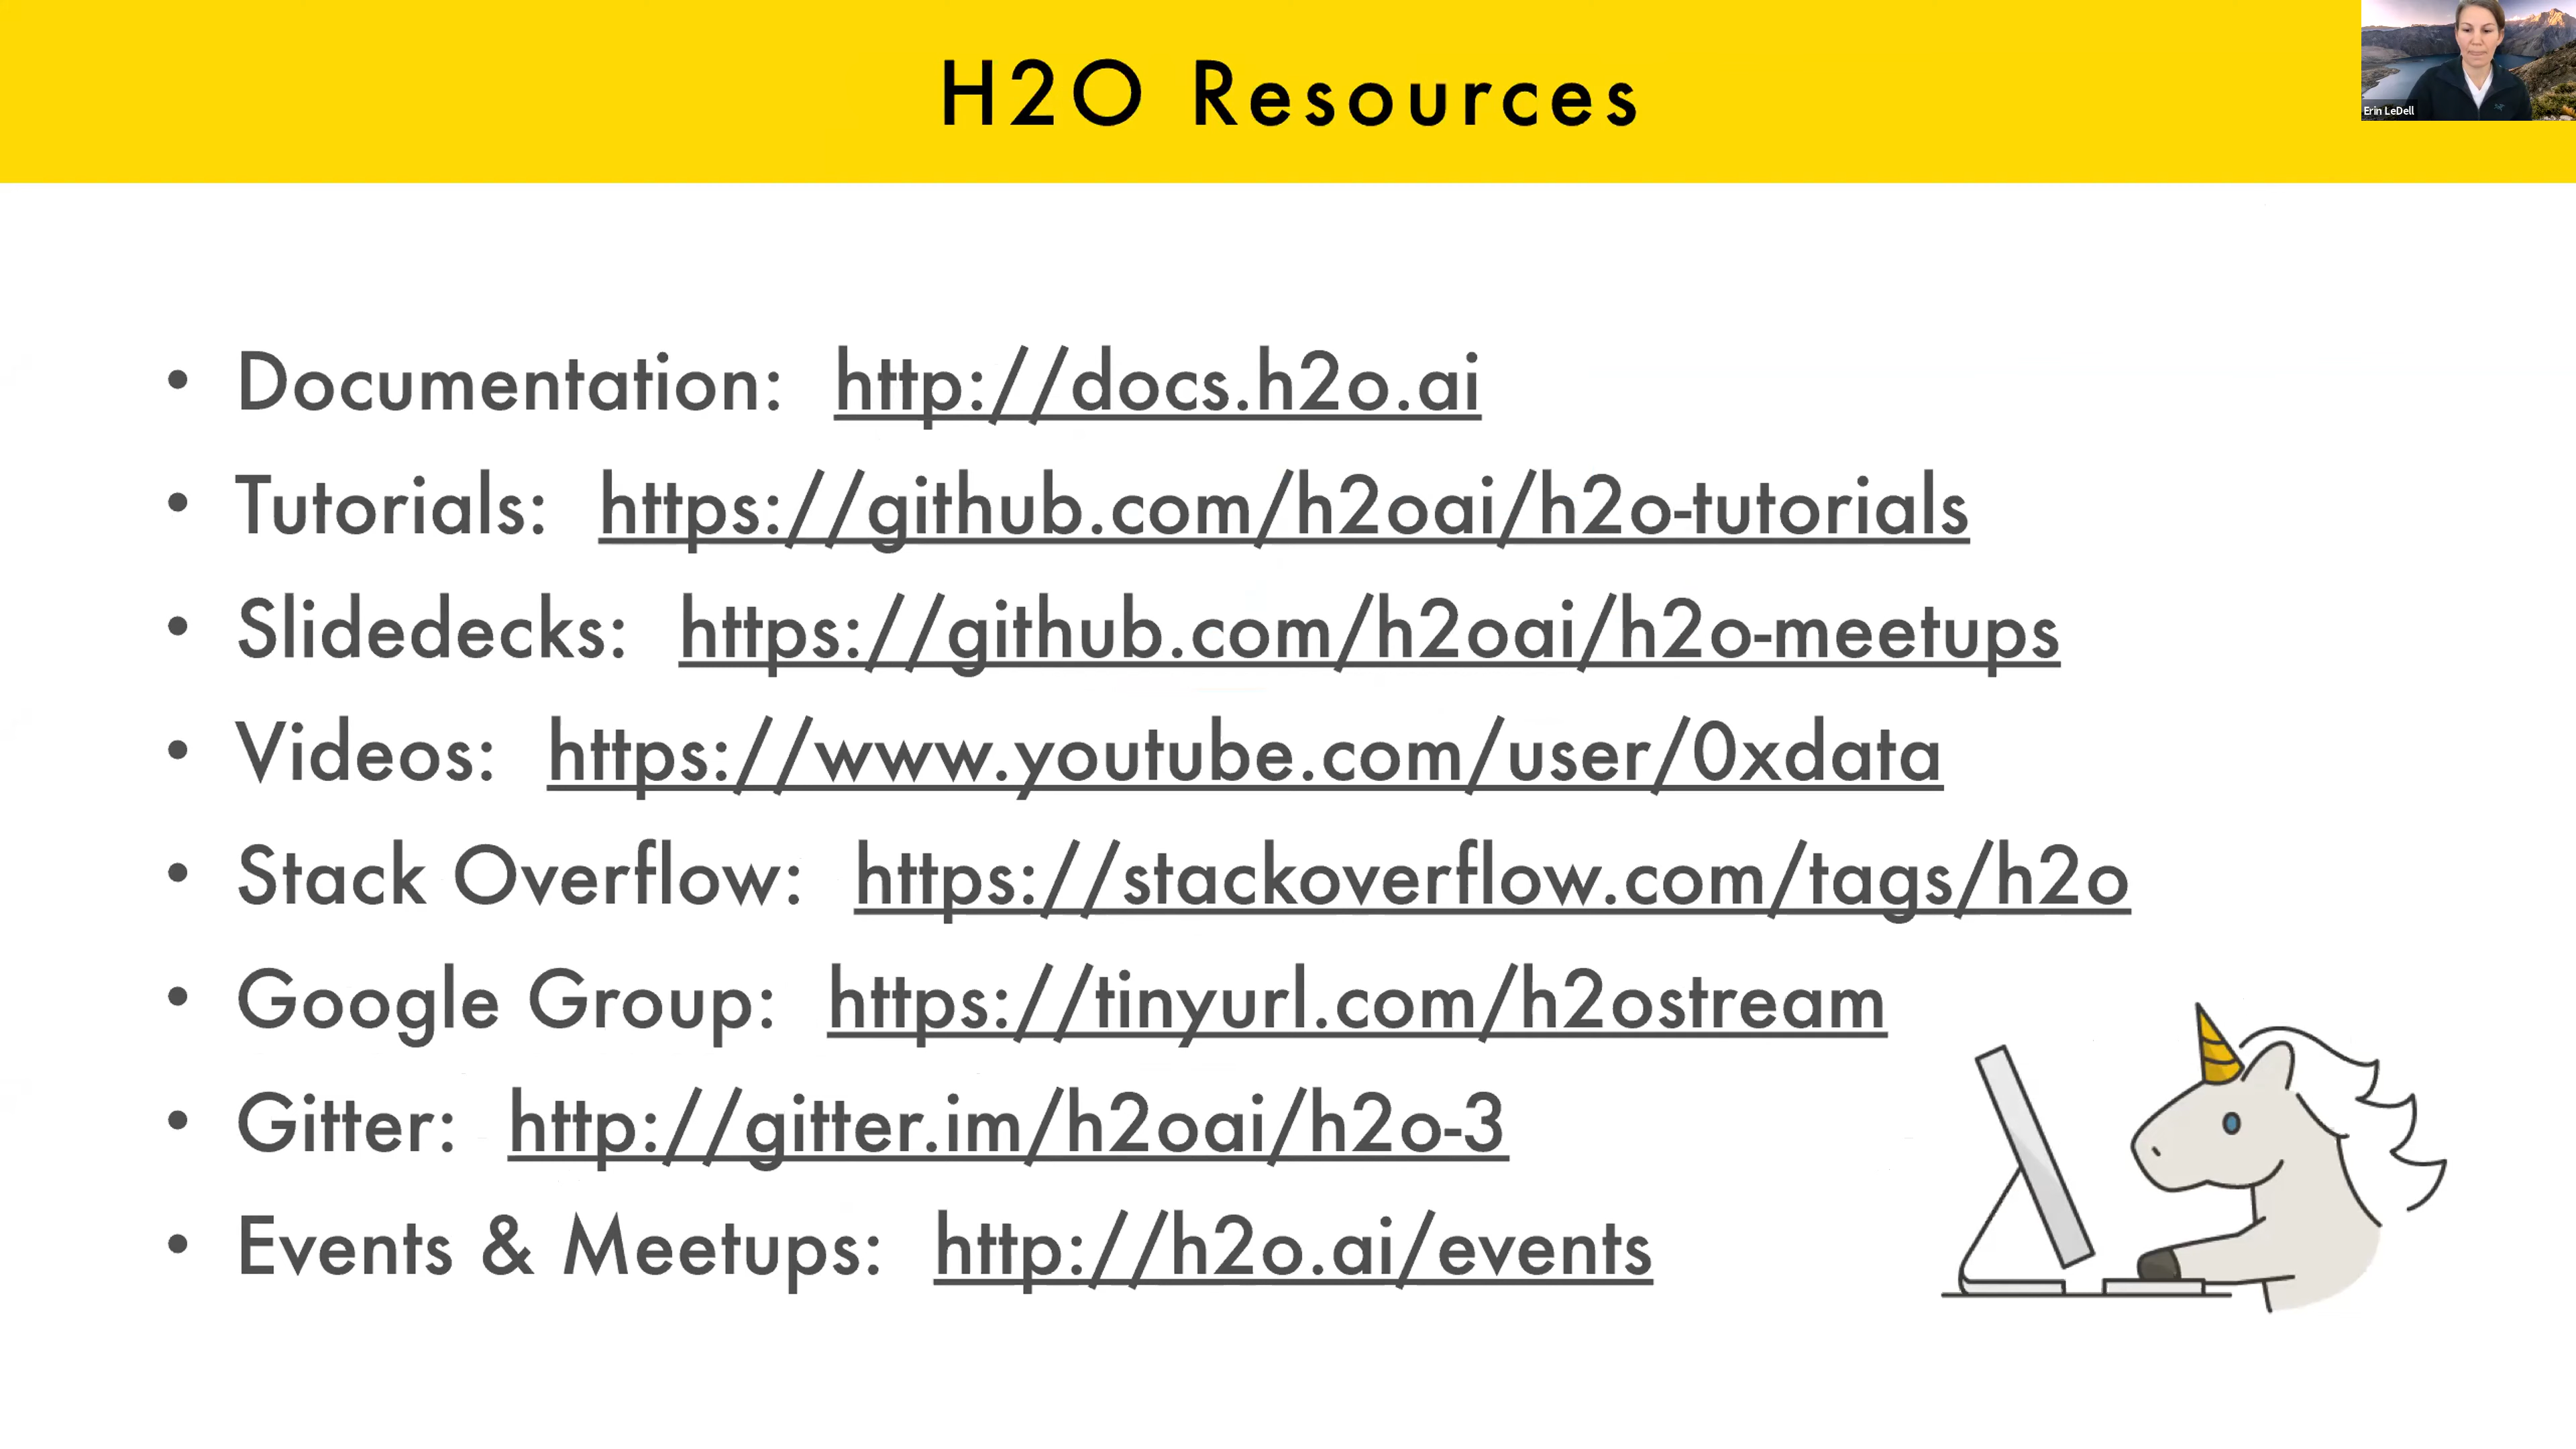 H2O Resources
Erin LeDell
• Documentation: http://docs.h2o.ai
• Tutorials: https://github.com/h2oai/h2o-tutorials
• Slidedecks: https://github.com/h2oai/h2o-meetups
• Videos: https://www.youtube.com/user/0xdata
• Stack Overflow: https://stackoverflow.com/tags/h2o
• Google Group: https://tinyurl.com/h2ostream
• Gitter: http://gitter.im/h2oai/h2o-3
• Events & Meetups: http://h2o.ai/events